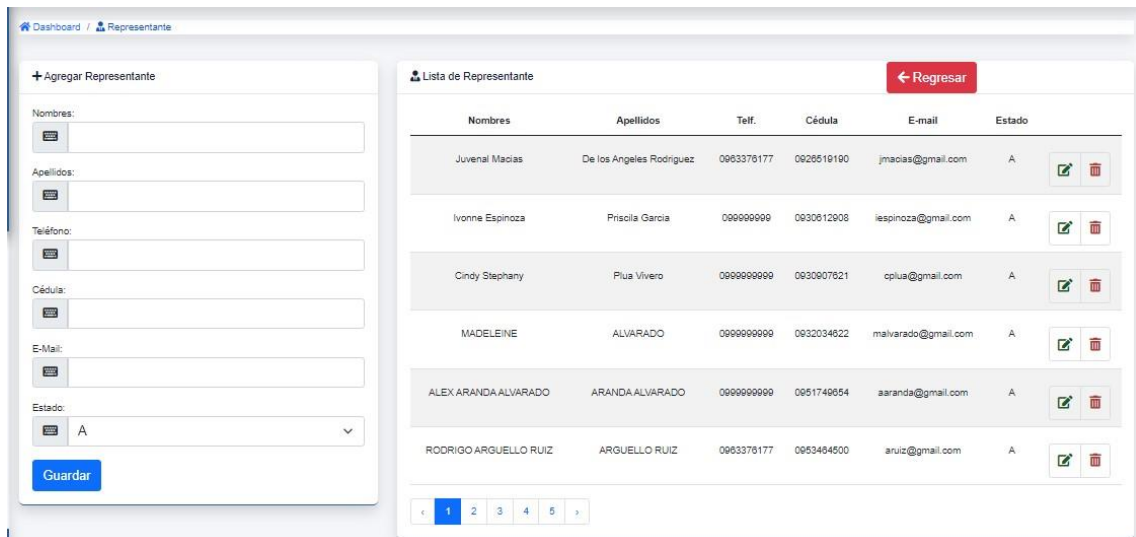 Dashboard / Representante
Agregar Representante
Nombres:
Apellidos:
Teléfono:
Cédula:
E-Mail:
Estado:
A
Guardar
Lista de Representante
Regresar
Nombres Apellidos Telf. Cédula E-mail Estado
Juvenal Macias De los Angeles Rodriguez 0963376177 0926519190 jmacias@gmail.com A
Ivonne Espinoza Priscila Garcia 099999999 0930612908 iespinoza@gmail.com A
Cindy Stephany Plua Vivero 0999999999 0930907621 cplua@gmail.com A
MADELEINE ALVARADO 0999999999 0932034622 malvarado@gmail.com A
ALEX ARANDA ALVARADO ARANDA ALVARADO 0999999999 0951749654 aaranda@gmail.com A
RODRIGO ARGUELLO RUIZ ARGUELLO RUIZ 0963376177 0953464500 aruiz@gmail.com A
‹ 1 2 3 4 5 ›